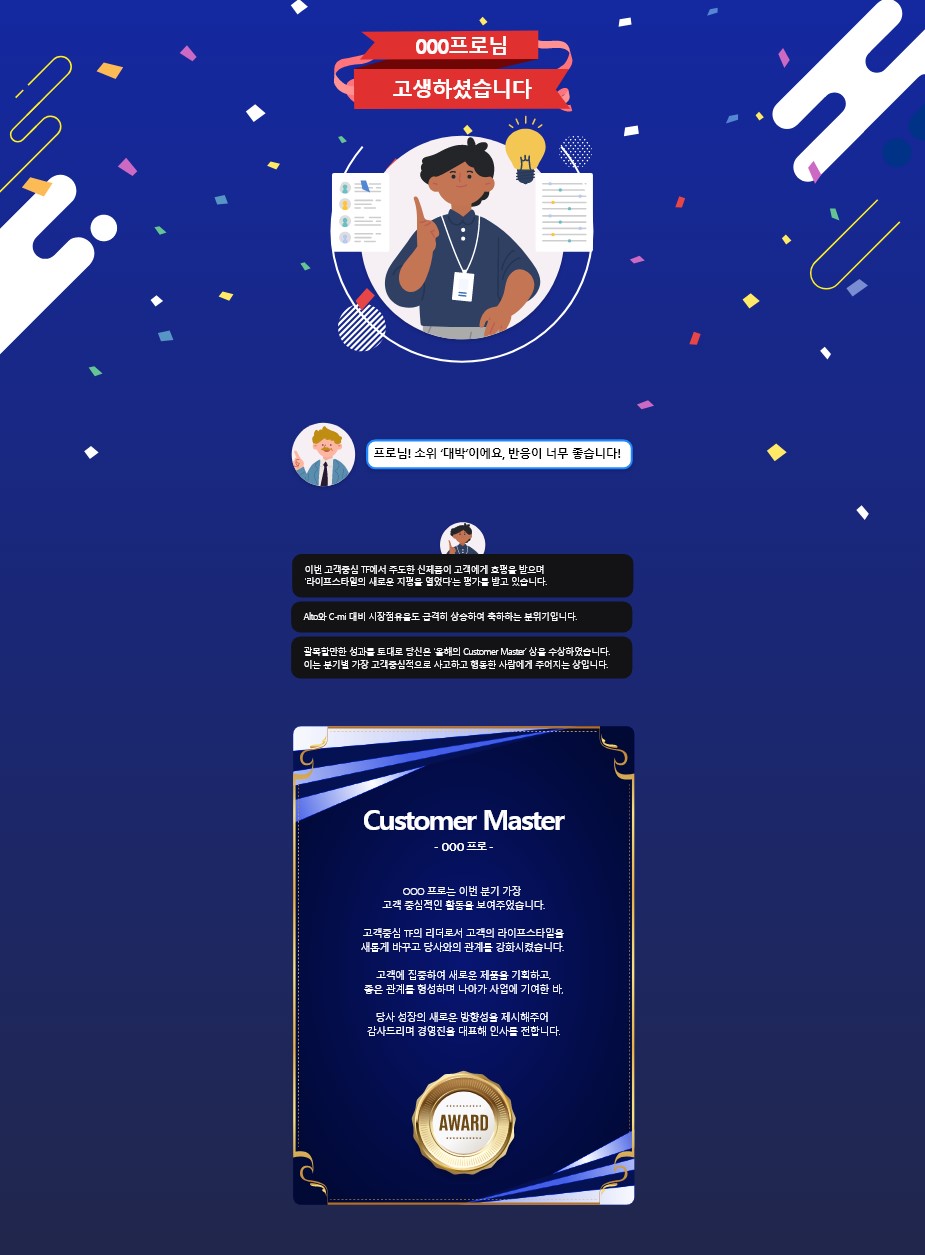 OOO프로님
고생하셨습니다
프로님! 소위 '대박'이에요, 반응이 너무 좋습니다!
이번 고객중심 TF에서 주도한 신제품이 고객에게 호평을 받으며
'라이프스타일의 새로운 지평을 열었다'는 평가를 받고 있습니다.
Alto와 C-mi 대비 시장점유율도 급격히 상승하여 축하하는 분위기입니다.
괄목할만한 성과를 토대로 당신은 '올해의 Customer Master' 상을 수상하였습니다.
이는 분기별 가장 고객중심적으로 사고하고 행동한 사람에게 주어지는 상입니다.
Customer Master
- OOO 프로 -
OOO 프로는 이번 분기 가장
고객 중심적인 활동을 보여주었습니다.
고객중심 TF의 리더로서 고객의 라이프스타일을
새롭게 바꾸고 당사와의 관계를 강화시켰습니다.
고객에 집중하여 새로운 제품을 기획하고,
좋은 관계를 형성하며 나아가 사업에 기여한 바,
당사 성장의 새로운 방향성을 제시해주어
감사드리며 경영진을 대표해 인사를 전합니다.
AWARD